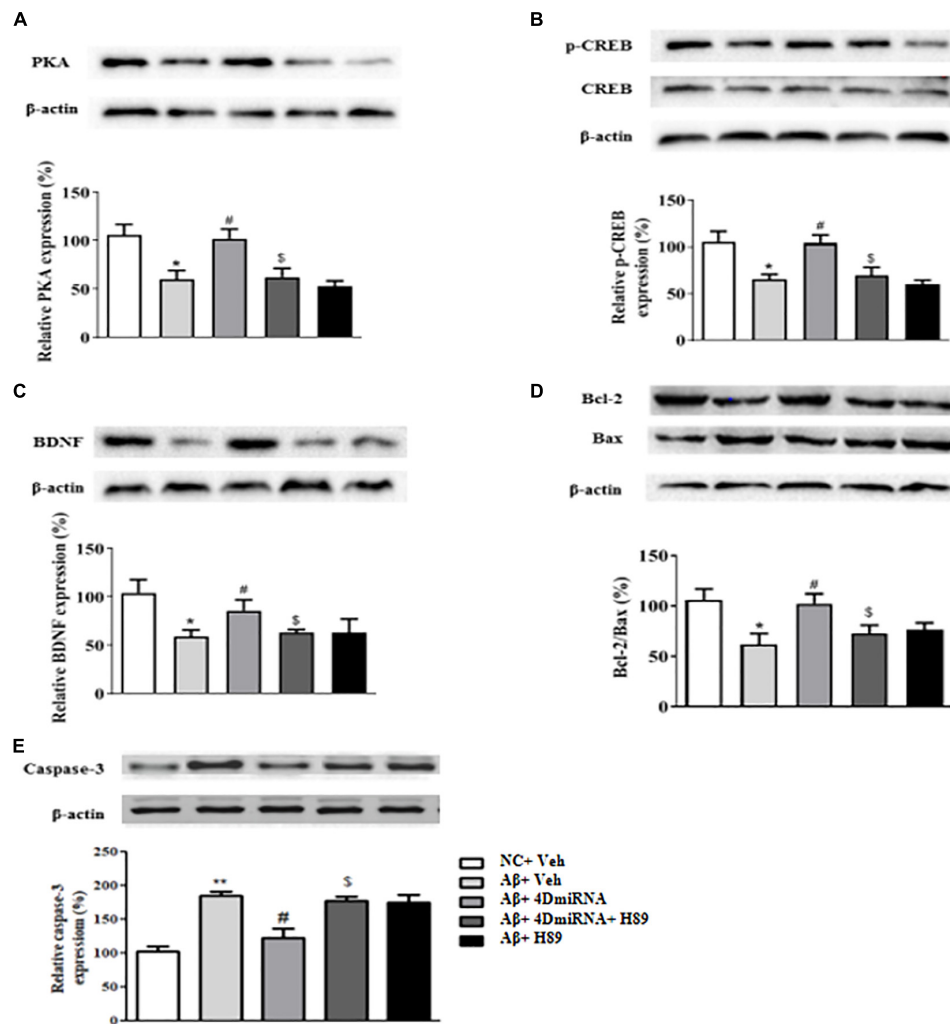 A
PKA
β-actin
Relative PKA expression (%)
150
100
50
0
*
#
$
B
p-CREB
CREB
β-actin
Relative p-CREB
expression (%)
150
100
50
0
*
#
$
C
BDNF
β-actin
Relative BDNF expression (%)
150
100
50
0
*
#
$
D
Bcl-2
Bax
β-actin
Bcl-2/Bax (%)
150
100
50
0
*
#
$
E
Caspase-3
β-actin
Relative caspase-3
expressiom (%)
250
200
150
100
50
0
**
#
$
NC+ Veh
Aβ+ Veh
Aβ+ 4DmiRNA
Aβ+ 4DmiRNA+ H89
Aβ+ H89